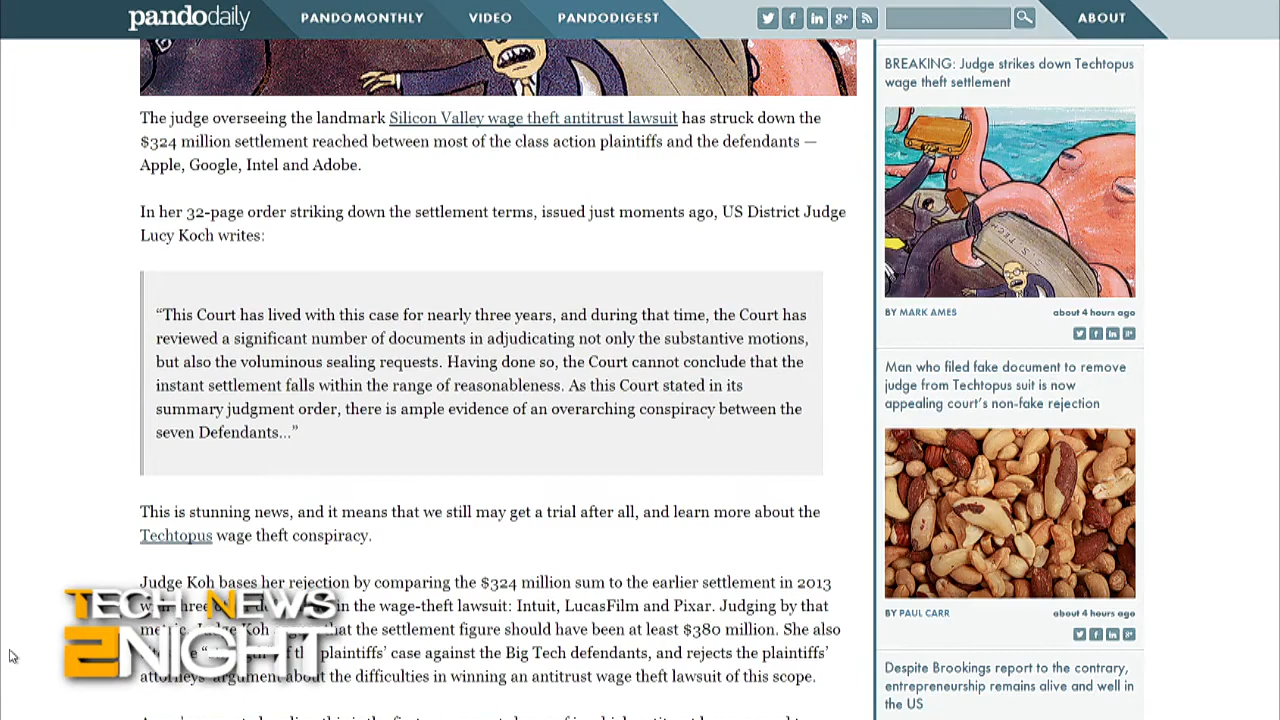 pandodaily
PANDOMONTHLY
VIDEO
PANDODIGEST
ABOUT
The judge overseeing the landmark Silicon Valley wage theft antitrust lawsuit has struck down the
$324 million settlement reached between most of the class action plaintiffs and the defendants —
Apple, Google, Intel and Adobe.
In her 32-page order striking down the settlement terms, issued just moments ago, US District Judge
Lucy Koch writes:
“This Court has lived with this case for nearly three years, and during that time, the Court has
reviewed a significant number of documents in adjudicating not only the substantive motions,
but also the voluminous sealing requests. Having done so, the Court cannot conclude that the
instant settlement falls within the range of reasonableness. As this Court stated in its
summary judgment order, there is ample evidence of an overarching conspiracy between the
seven Defendants...”
This is stunning news, and it means that we still may get a trial after all, and learn more about the
Techtopus wage theft conspiracy.
Judge Koh bases her rejection by comparing the $324 million sum to the earlier settlement in 2013
in the wage-theft lawsuit: Intuit, LucasFilm and Pixar. Judging by that
Koh that the settlement figure should have been at least $380 million. She also
plaintiffs’ case against the Big Tech defendants, and rejects the plaintiffs’
attorneys’ argument about the difficulties in winning an antitrust wage theft lawsuit of this scope.
TECH NEWS
2NIGHT
BREAKING: Judge strikes down Techtopus
wage theft settlement
BY MARK AMES
about 4 hours ago
Man who filed fake document to remove
judge from Techtopus suit is now
appealing court’s non-fake rejection
BY PAUL CARR
about 4 hours ago
Despite Brookings report to the contrary,
entrepreneurship remains alive and well in
the US